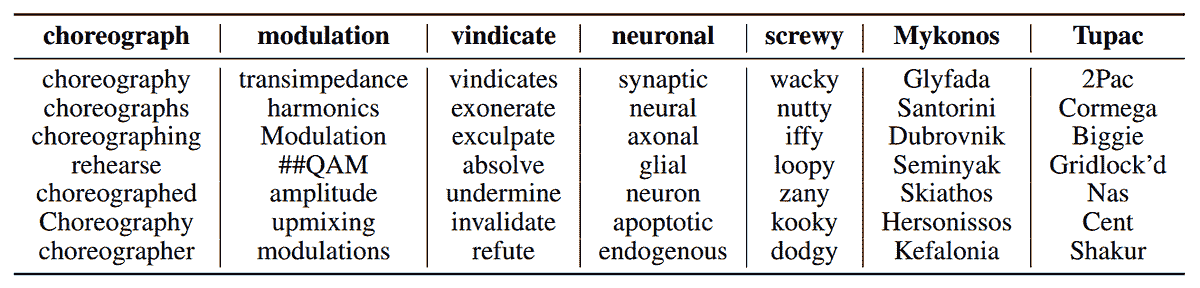 choreograph modulation vindicate neuronal screwy Mykonos Tupac
choreography transimpedance vindicates synaptic wacky Glyfada 2Pac
choreographs harmonics exonerate neural nutty Santorini Cormega
choreographing Modulation exculpate axonal iffy Dubrovnik Biggie
rehearse ##QAM absolve glial loopy Seminyak Gridlock’d
choreographed amplitude undermine neuron zany Skiathos Nas
Choreography upmixing invalidate apoptotic kooky Hersonissos Cent
choreographer modulations refute endogenous dodgy Kefalonia Shakur